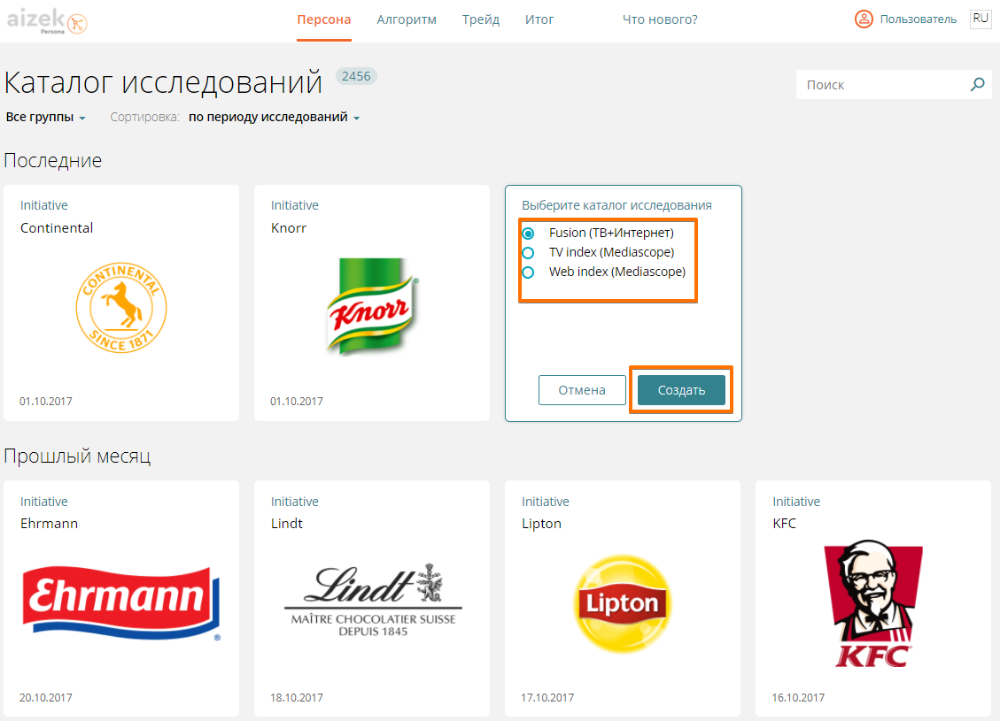 aizek
Persona
Персона Алгоритм Трейд Итог Что нового?
Пользователь RU
Каталог исследований 2456
Поиск
Все группы Сортировка: по периоду исследований
Последние
Initiative
Continental
CONTINENTAL
SINCE 1871
01.10.2017
Initiative
Knorr
Knorr
01.10.2017
Выберите каталог исследования
Fusion (ТВ+Интернет)
TV index (Mediascope)
Web index (Mediascope)
Отмена Создать
Прошлый месяц
Initiative
Ehrmann
Ehrmann
20.10.2017
Initiative
Lindt
Lindt
MAÎTRE CHOCOLATIER SUISSE
DEPUIS 1845
18.10.2017
Initiative
Lipton
Lipton
17.10.2017
Initiative
KFC
KFC
16.10.2017